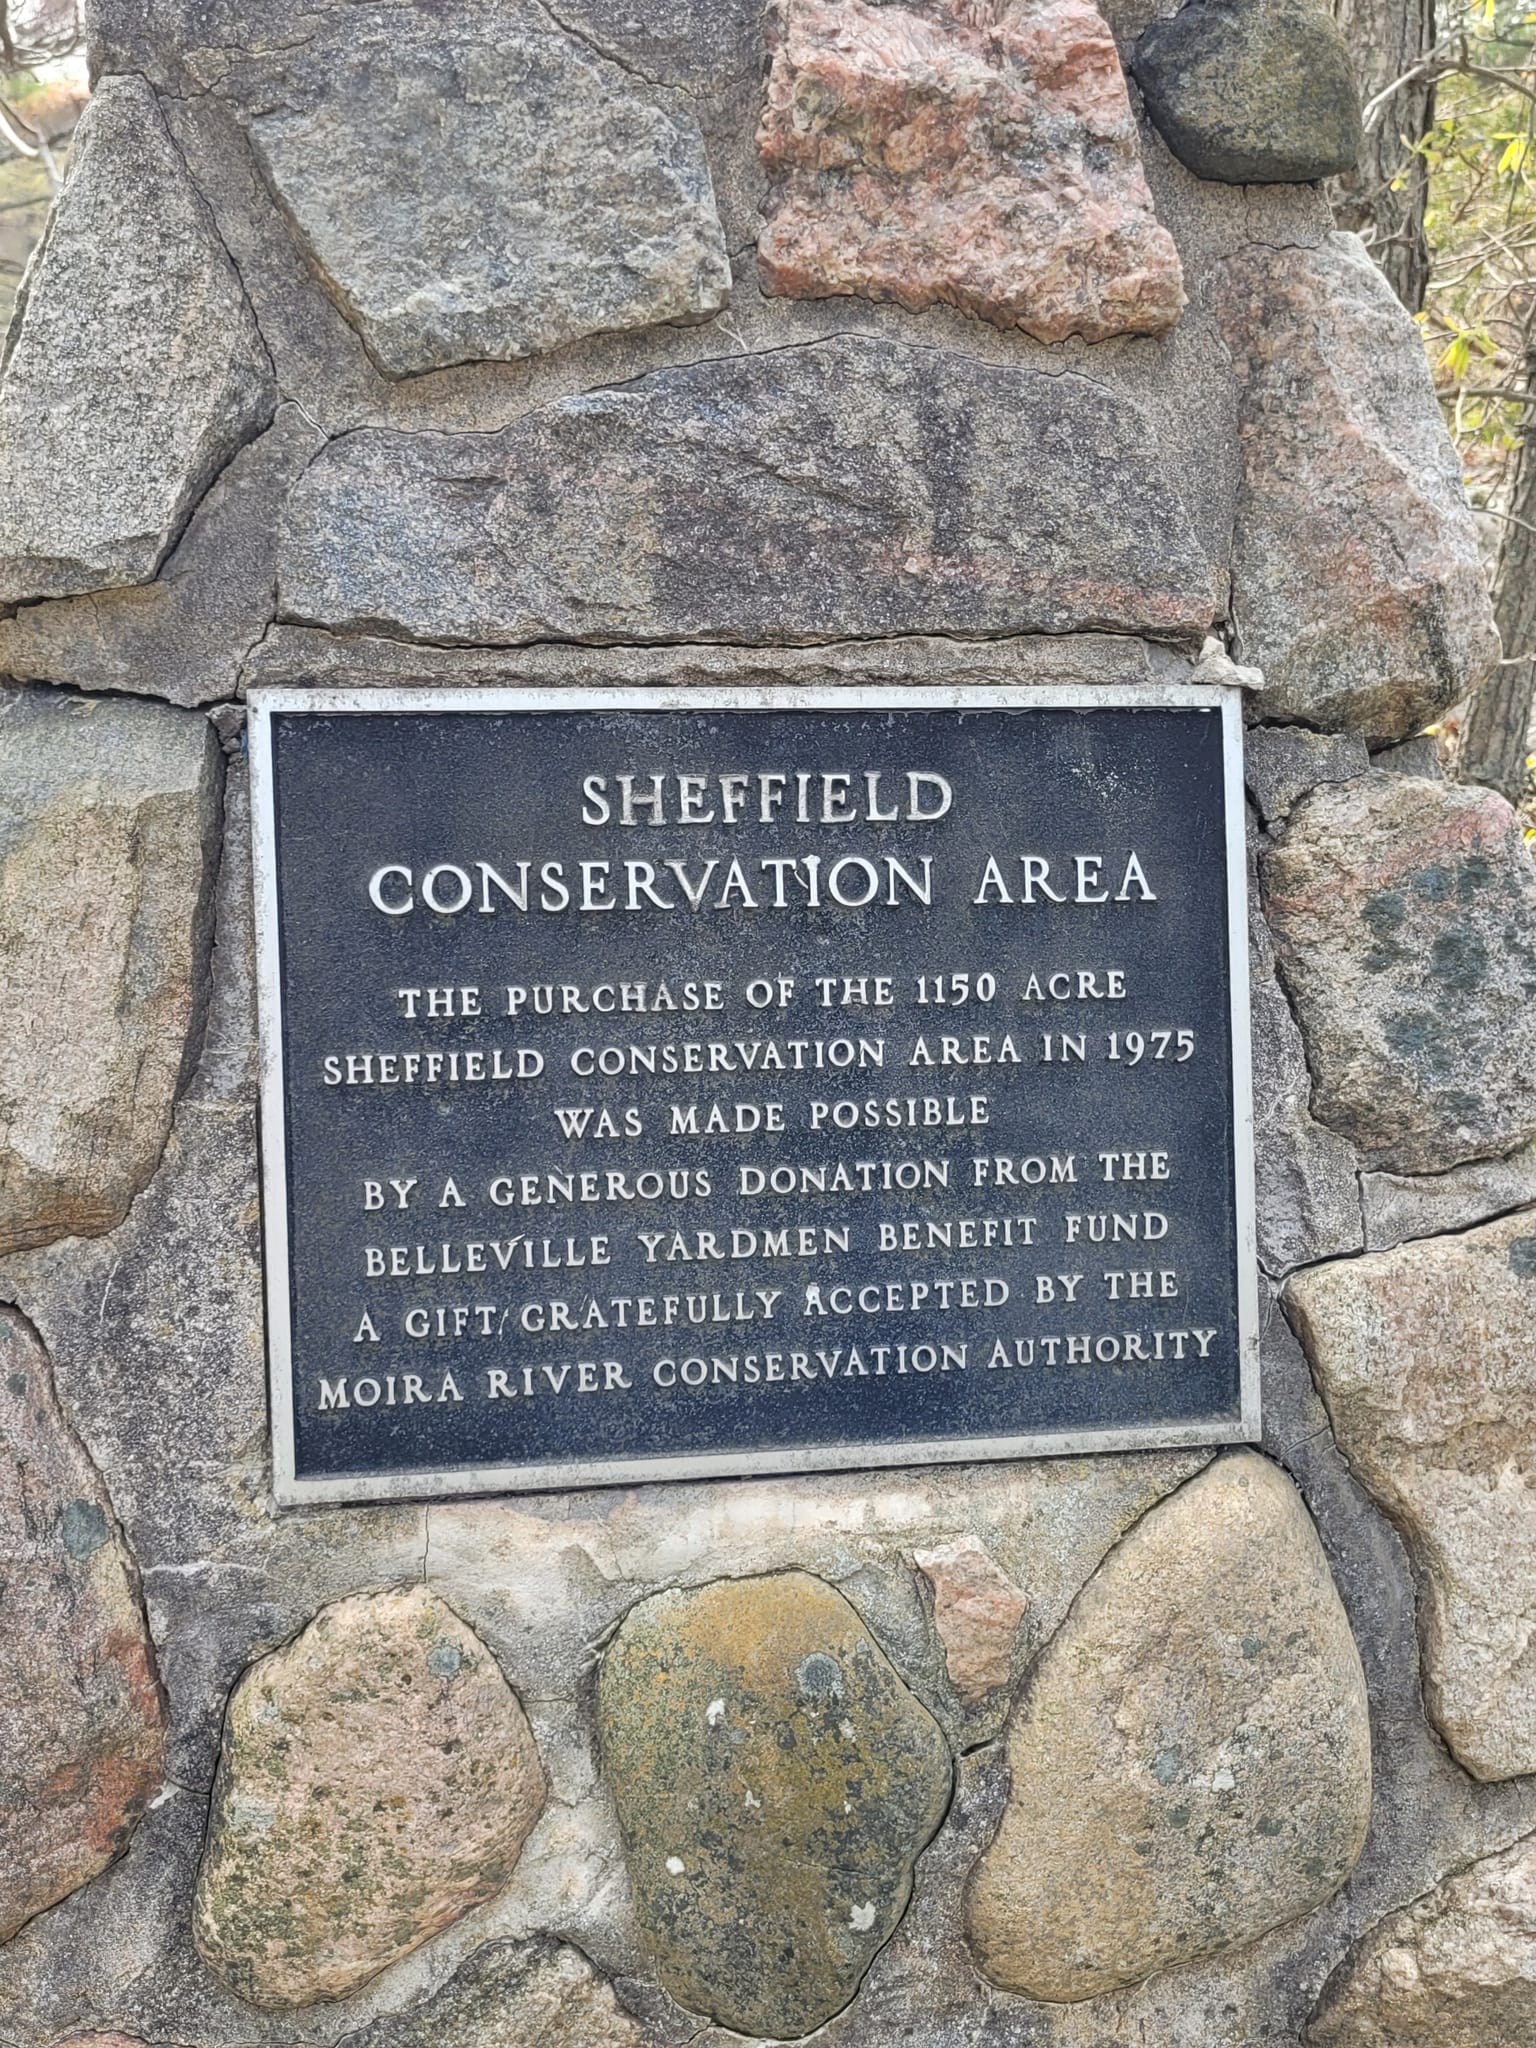 SHEFFIELD
CONSERVATION AREA
THE PURCHASE OF THE 1150 ACRE
SHEFFIELD CONSERVATION AREA IN 1975
WAS MADE POSSIBLE
BY A GENEROUS DONATION FROM THE
BELLEVILLE YARDMEN BENEFIT FUND
A GIFT GRATEFULLY ACCEPTED BY THE
MOIRA RIVER CONSERVATION AUTHORITY